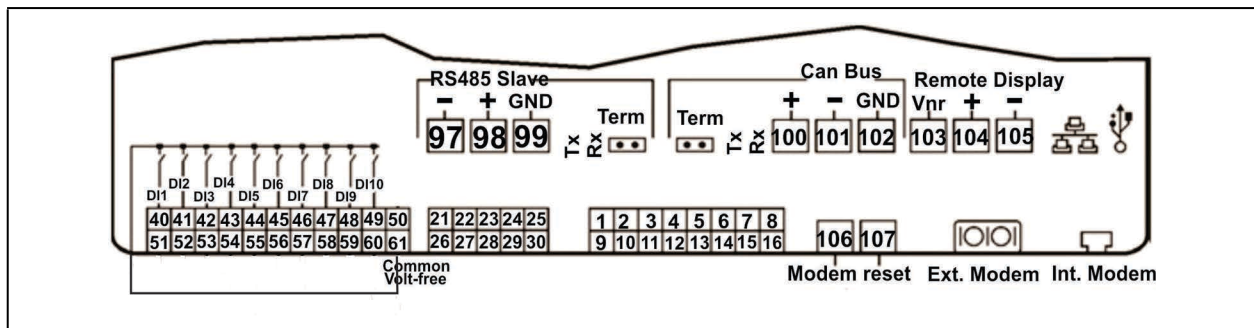 RS485 Slave
Can Bus
Remote Display
- + GND
Term
Term
+ - GND
Vnr + -
97 98 99
Tx Rx
Tx Rx
100 101 102
103 104 105
DI1 DI2 DI3 DI4 DI5 DI6 DI7 DI8 DI9 DI10
40 41 42 43 44 45 46 47 48 49 50
51 52 53 54 55 56 57 58 59 60 61
21 22 23 24 25
26 27 28 29 30
1 2 3 4 5 6 7 8
9 10 11 12 13 14 15 16
106 107
Common
Volt-free
Modem reset
Ext. Modem
Int. Modem